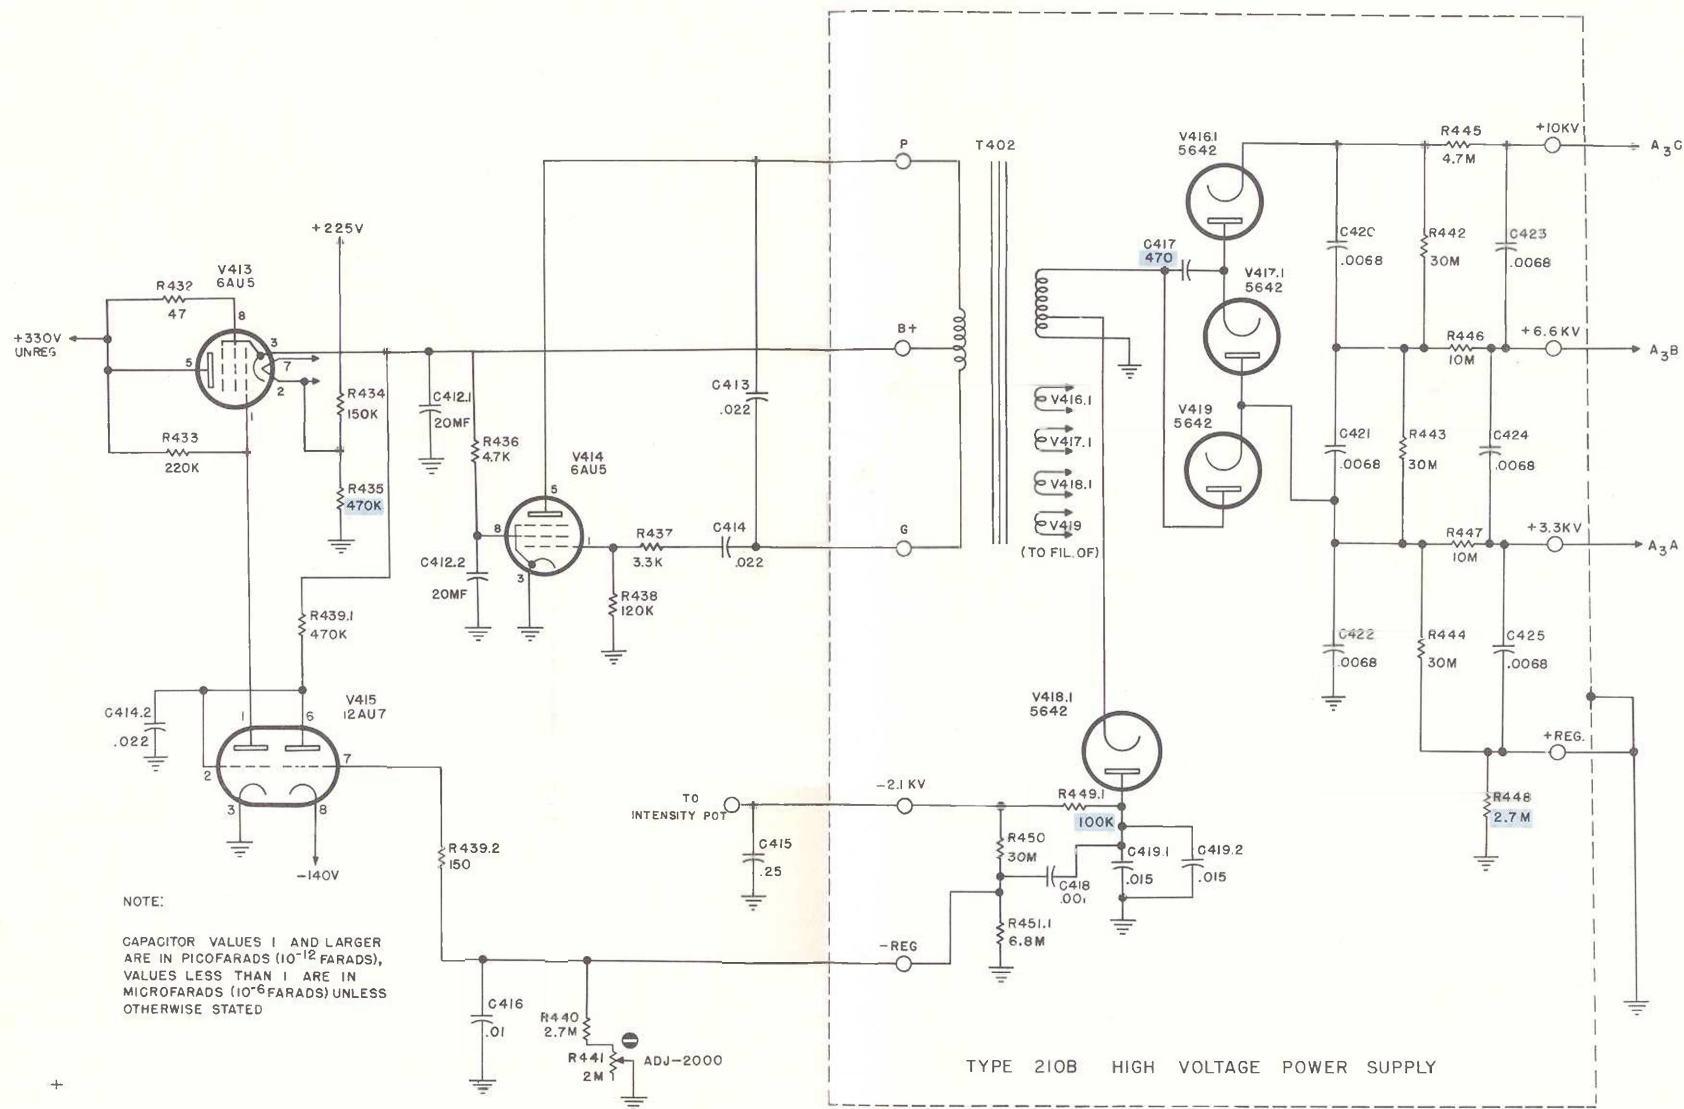 V416.1
5642
R445
4.7M
+10KV
A3C
P
T402
+225V
V413
6AU5
R432
47
8
3
7
5
2
1
+330V
UNREG
R433
220K
R434
150K
R435
470K
C412.1
20MF
R436
4.7K
C412.2
20MF
V414
6AU5
5
8
1
3
C413
.022
R437
3.3K
C414
.022
R438
120K
B+
G
C417
470
V417.1
5642
V419
5642
V416.1
V417.1
V418.1
V419
(TO FIL. OF)
C420
.0068
R442
30M
C423
.0068
R446
10M
+6.6KV
A3B
C421
.0068
R443
30M
C424
.0068
R447
10M
+3.3KV
A3A
C422
.0068
R444
30M
C425
.0068
+REG.
R448
2.7M
R439.1
470K
C414.2
.022
V415
12AU7
1
6
2
7
3
8
-140V
R439.2
150
V418.1
5642
-2.1KV
TO
INTENSITY POT
C415
.25
R449.1
100K
R450
30M
C418
.001
C419.1
.015
C419.2
.015
R451.1
6.8M
-REG
C416
.01
R440
2.7M
R441
2M
ADJ-2000
NOTE:
CAPACITOR VALUES 1 AND LARGER
ARE IN PICOFARADS (10-12 FARADS),
VALUES LESS THAN 1 ARE IN
MICROFARADS (10-6 FARADS) UNLESS
OTHERWISE STATED
TYPE 210B HIGH VOLTAGE POWER SUPPLY